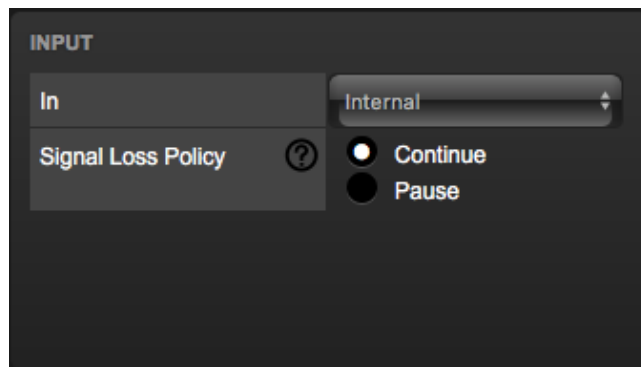 INPUT
In
Internal
Signal Loss Policy
?
Continue
Pause